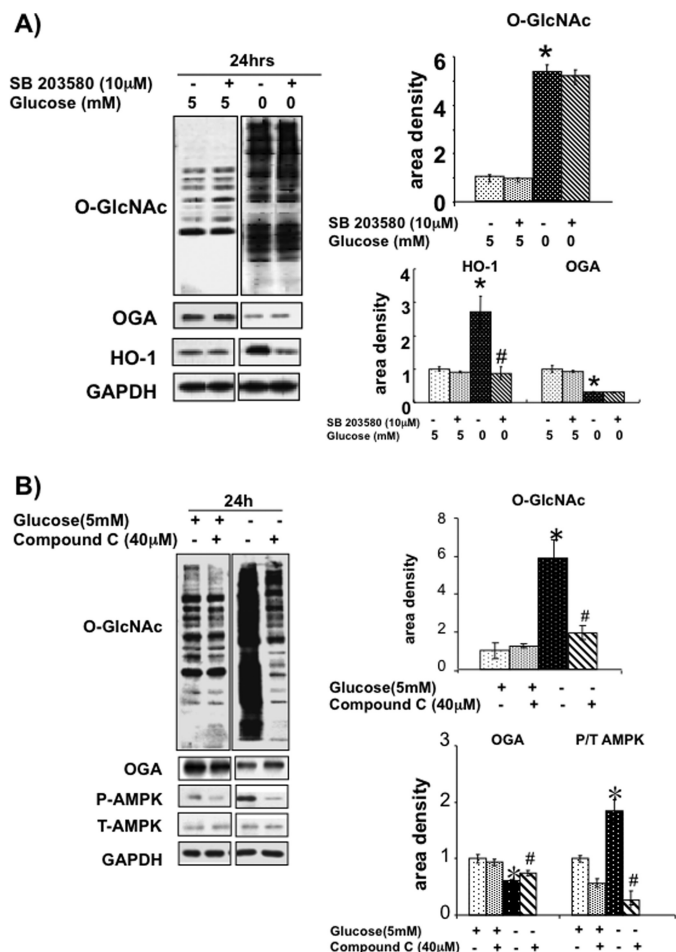 A)
24hrs
SB 203580 (10μM) - + - +
Glucose (mM) 5 5 0 0
O-GlcNAc
OGA
HO-1
GAPDH
O-GlcNAc
area density
6
4
2
0
*
SB 203580 (10μM) - + - +
Glucose (mM) 5 5 0 0
HO-1 OGA
area density
4
3
2
1
0
* # *
SB 203580 (10μM) - + - + - + - +
Glucose (mM) 5 5 0 0 5 5 0 0
B)
24h
Glucose(5mM) + + - -
Compound C (40μM) - + - +
O-GlcNAc
OGA
P-AMPK
T-AMPK
GAPDH
O-GlcNAc
area density
8
6
4
2
0
* #
Glucose(5mM) + + - -
Compound C (40μM) - + - +
OGA P/T AMPK
area density
3
2
1
0
* # * #
Glucose(5mM) + + - - + + - -
Compound C (40μM) - + - + - + - +